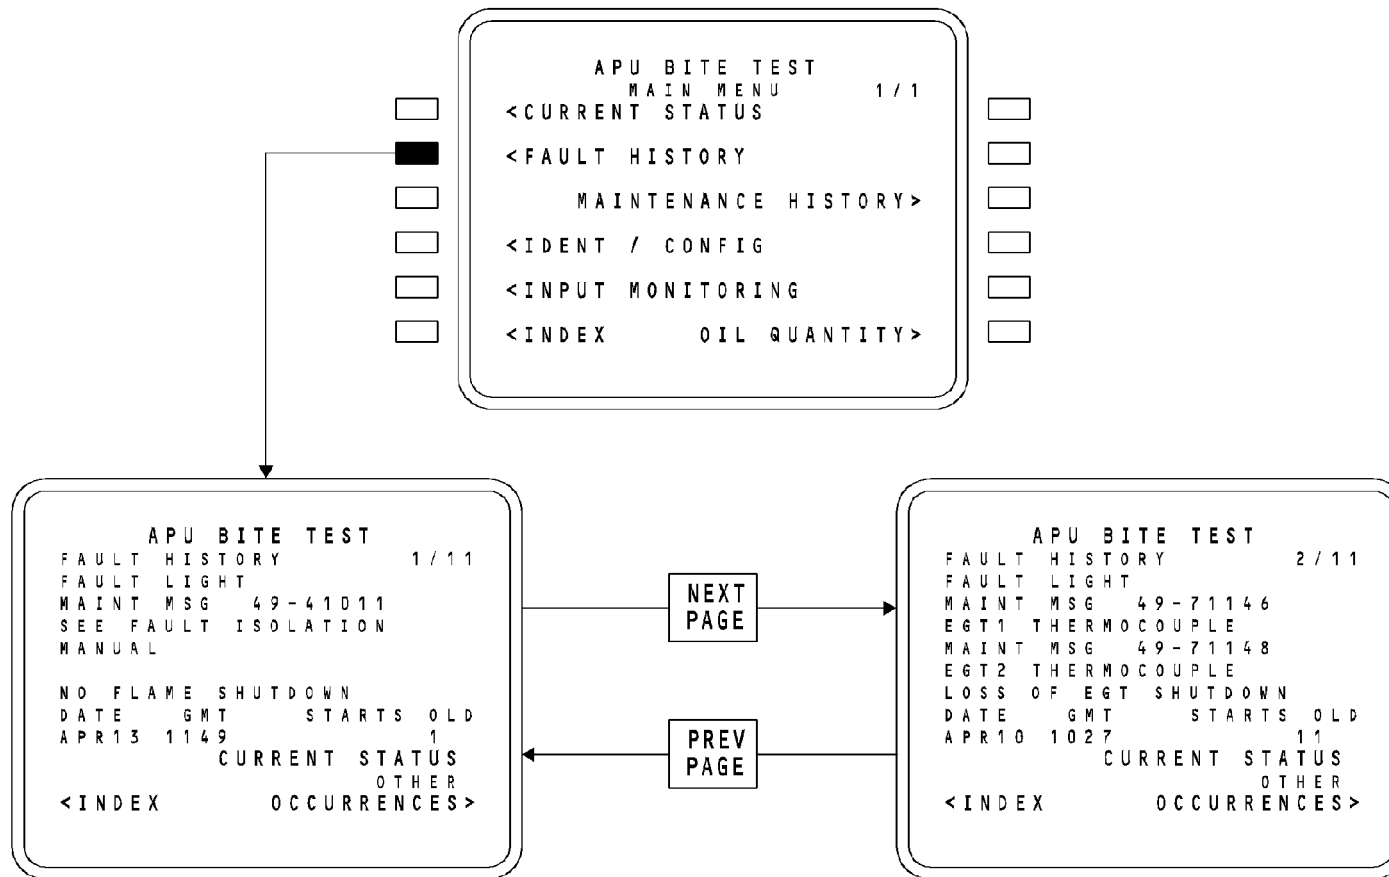 APU BITE TEST
MAIN MENU 1/1
<CURRENT STATUS
<FAULT HISTORY
MAINTENANCE HISTORY>
<IDENT / CONFIG
<INPUT MONITORING
<INDEX OIL QUANTITY>
APU BITE TEST
FAULT HISTORY 1/11
FAULT LIGHT
MAINT MSG 49-41011
SEE FAULT ISOLATION
MANUAL
NO FLAME SHUTDOWN
DATE GMT STARTS OLD
APR13 1149 1
CURRENT STATUS
OTHER
<INDEX OCCURRENCES>
NEXT
PAGE
PREV
PAGE
APU BITE TEST
FAULT HISTORY 2/11
FAULT LIGHT
MAINT MSG 49-71146
EGT1 THERMOCOUPLE
MAINT MSG 49-71148
EGT2 THERMOCOUPLE
LOSS OF EGT SHUTDOWN
DATE GMT STARTS OLD
APR10 1027 11
CURRENT STATUS
OTHER
<INDEX OCCURRENCES>